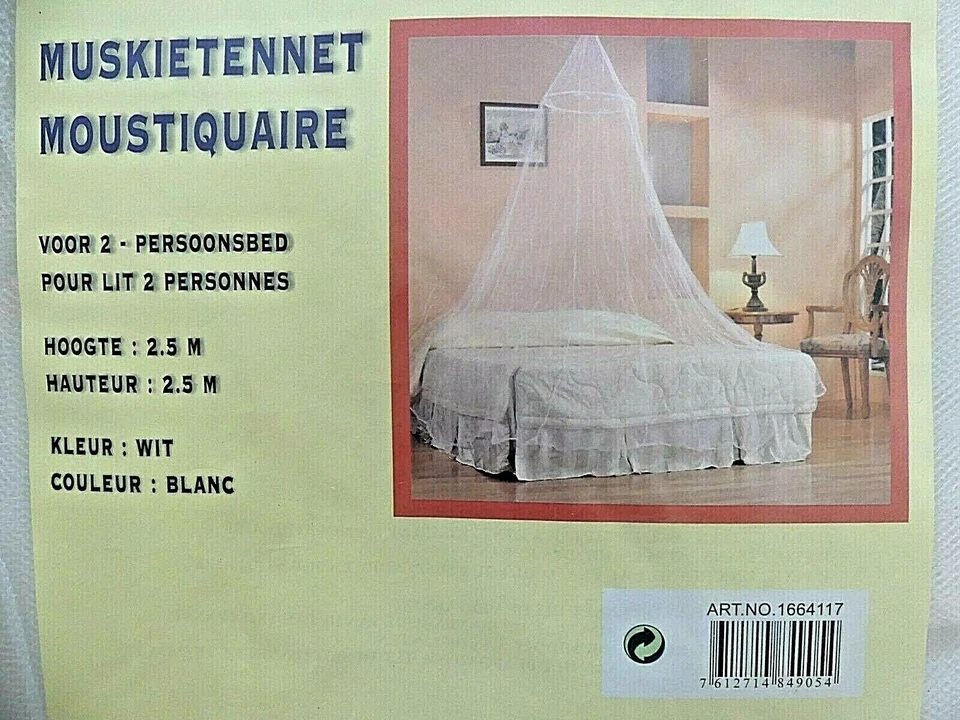 MUSKIETENNET
MOUSTIQUAIRE
VOOR 2 - PERSOONSBED
POUR LIT 2 PERSONNES
HOOGTE : 2.5 M
HAUTEUR : 2.5 M
KLEUR : WIT
COULEUR : BLANC
ART.NO.1664117
7 612714 849054